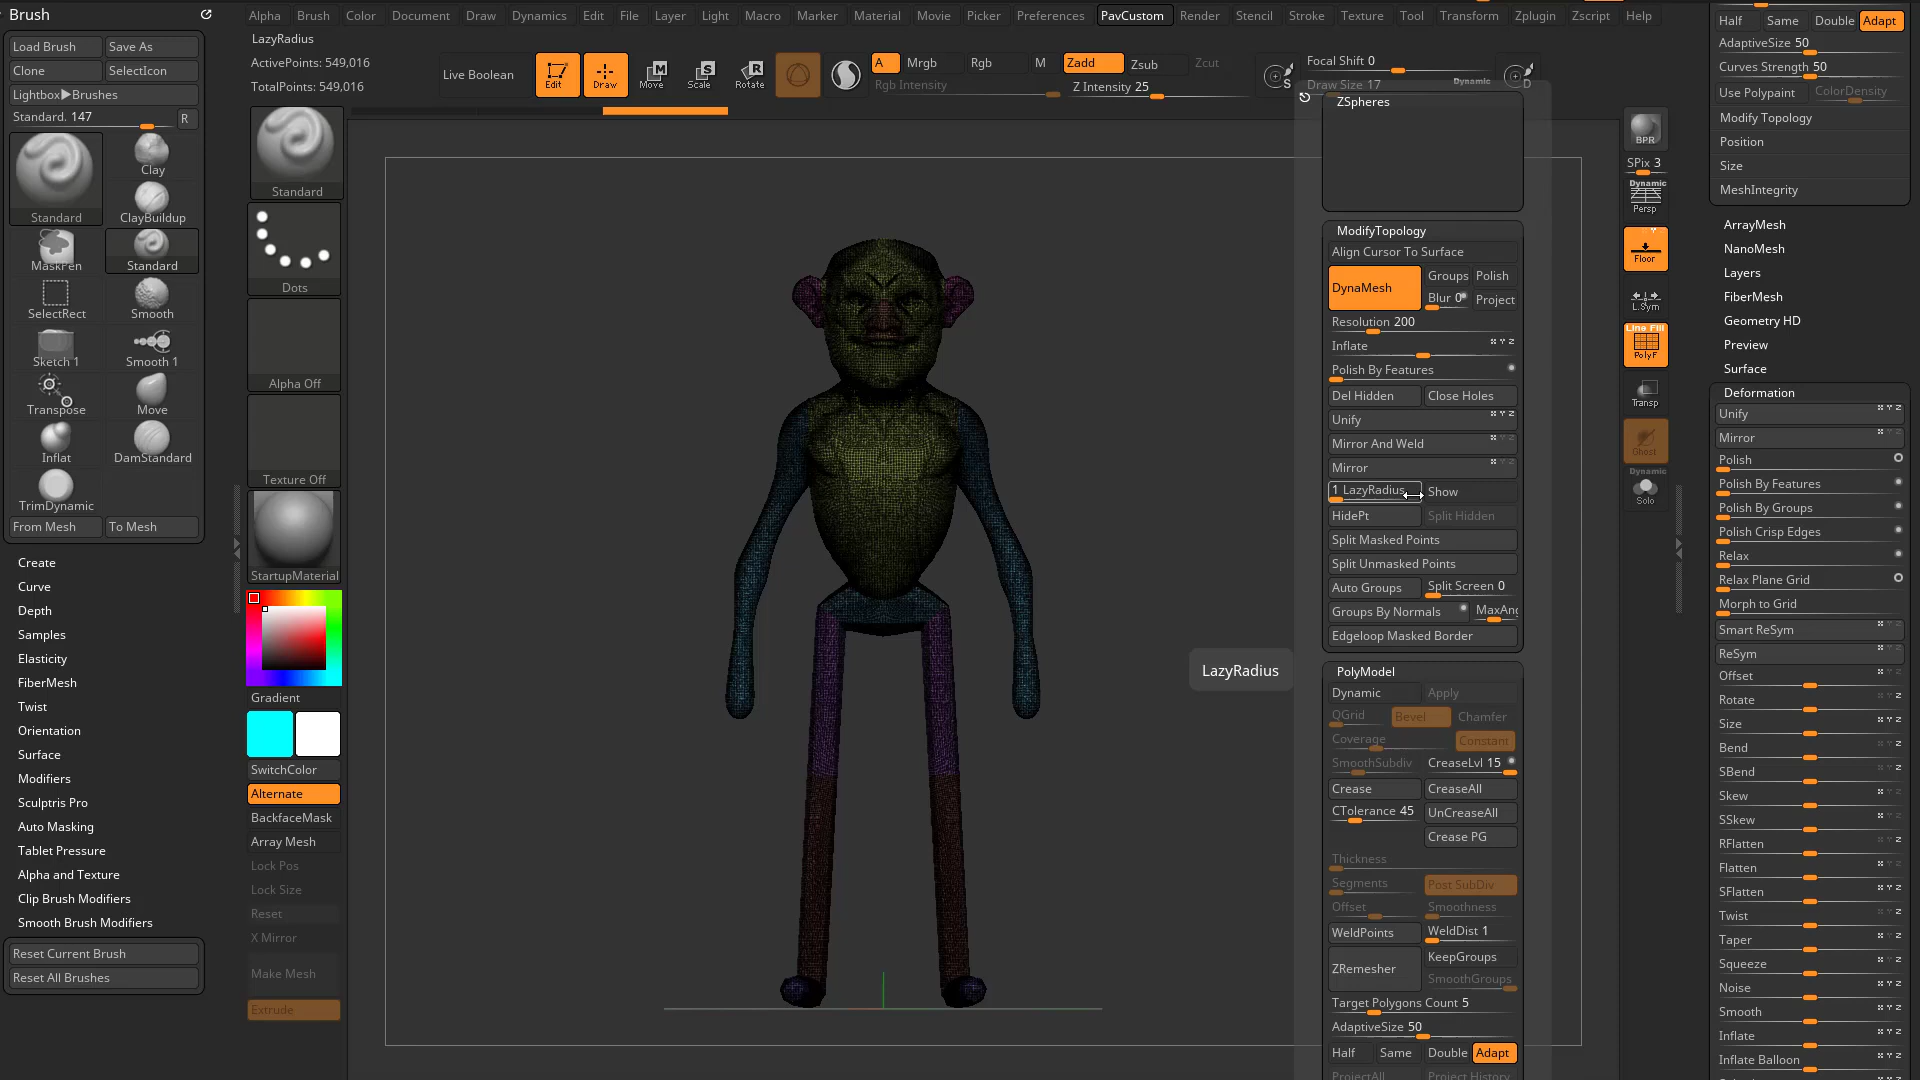 Brush
Alpha Brush Color Document Draw Dynamics Edit File Layer Light Macro Marker Material Movie Picker Preferences PavCustom Render Stencil Stroke Texture Tool Transform Zplugin Zscript Help
LazyRadius
ActivePoints: 549,016
TotalPoints: 549,016
Live Boolean
Edit Draw Move Scale Rotate
A Mrgb Rgb M Zadd Zsub Zcut
Rgb Intensity Z Intensity 25
S Focal Shift 0
Draw Size 17 Dynamic D
Load Brush Save As
Clone SelectIcon
Lightbox▶Brushes
Standard. 147 R
Standard Clay
ClayBuildup
MaskPen Standard
SelectRect Smooth
Sketch 1 Smooth 1
Transpose Move
Inflat DamStandard
TrimDynamic
From Mesh To Mesh
Create
Curve
Depth
Samples
Elasticity
FiberMesh
Twist
Orientation
Surface
Modifiers
Sculptris Pro
Auto Masking
Tablet Pressure
Alpha and Texture
Clip Brush Modifiers
Smooth Brush Modifiers
Reset Current Brush
Reset All Brushes
Standard
Dots
Alpha Off
Texture Off
StartupMaterial
Gradient
SwitchColor
Alternate
BackfaceMask
Array Mesh
Lock Pos
Lock Size
Reset
X Mirror
Make Mesh
Extrude
LazyRadius
ZSpheres
ModifyTopology
Align Cursor To Surface
DynaMesh Groups Polish
Blur 0 Project
Resolution 200
Inflate
Polish By Features
Del Hidden Close Holes
Unify
Mirror And Weld
Mirror
1 LazyRadius Show
HidePt Split Hidden
Split Masked Points
Split Unmasked Points
Auto Groups Split Screen 0
Groups By Normals MaxAng
Edgeloop Masked Border
PolyModel
Dynamic Apply
QGrid Bevel Chamfer
Coverage Constant
SmoothSubdiv CreaseLvl 15
Crease CreaseAll
CTolerance 45 UnCreaseAll
Crease PG
Thickness
Segments Post SubDiv
Offset Smoothness
WeldPoints WeldDist 1
ZRemesher KeepGroups
SmoothGroups
Target Polygons Count 5
AdaptiveSize 50
Half Same Double Adapt
ProjectAll Project History
BPR
SPix 3
Dynamic
Persp
Floor
L.Sym
Line Fill
PolyF
Transp
Ghost
Dynamic
Solo
Half Same Double Adapt
AdaptiveSize 50
Curves Strength 50
Use Polypaint ColorDensity
Modify Topology
Position
Size
MeshIntegrity
ArrayMesh
NanoMesh
Layers
FiberMesh
Geometry HD
Preview
Surface
Deformation
Unify
Mirror
Polish
Polish By Features
Polish By Groups
Polish Crisp Edges
Relax
Relax Plane Grid
Morph to Grid
Smart ReSym
ReSym
Offset
Rotate
Size
Bend
SBend
Skew
SSkew
RFlatten
Flatten
SFlatten
Twist
Taper
Squeeze
Noise
Smooth
Inflate
Inflate Balloon